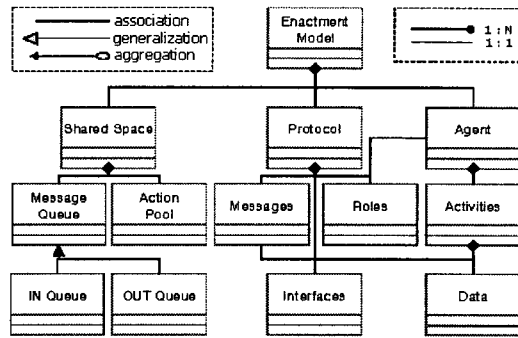 association
generalization
aggregation
Enactment
Model
1 : N
1 : 1
Shared Space
Protocol
Agent
Message
Queue
Action
Pool
Messages
Roles
Activities
IN Queue
OUT Queue
Interfaces
Data